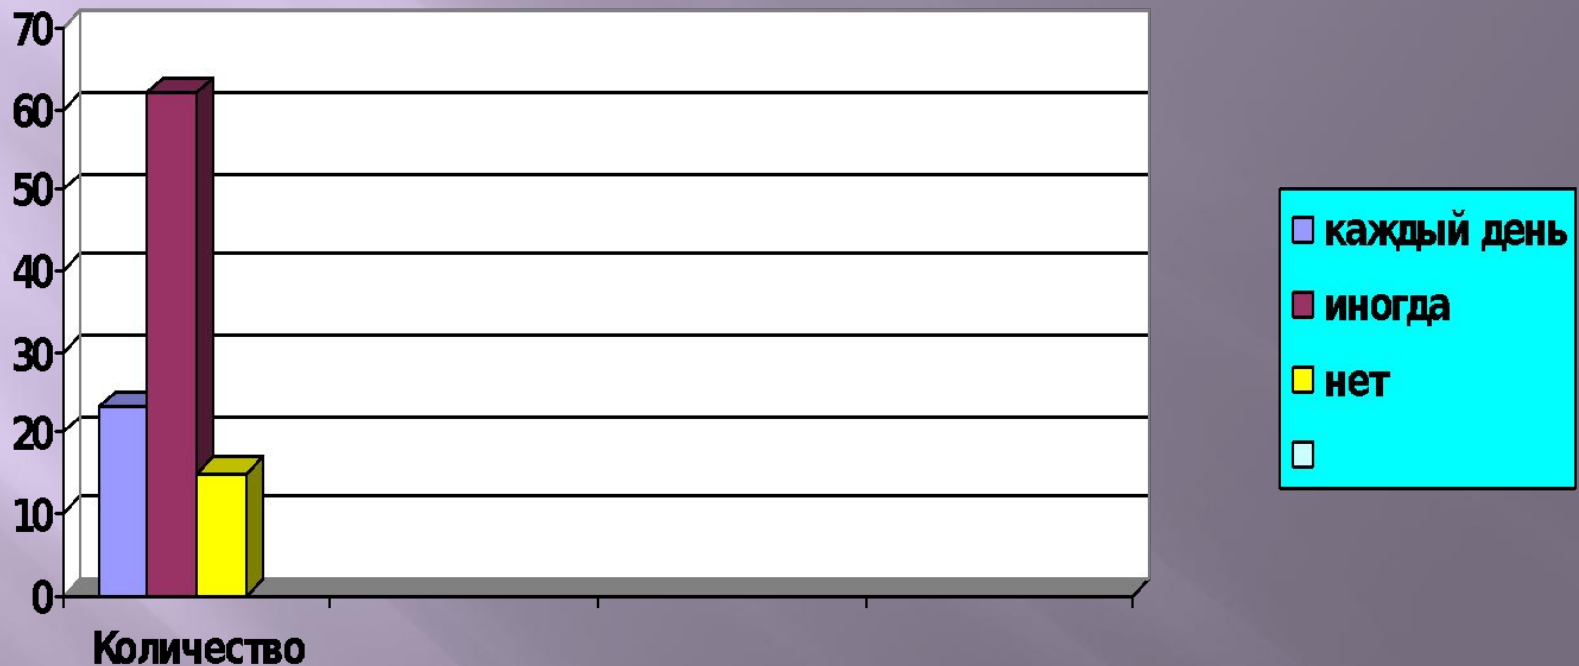 70
60
50
40
30
20
10
0
Количество
каждый день
иногда
нет